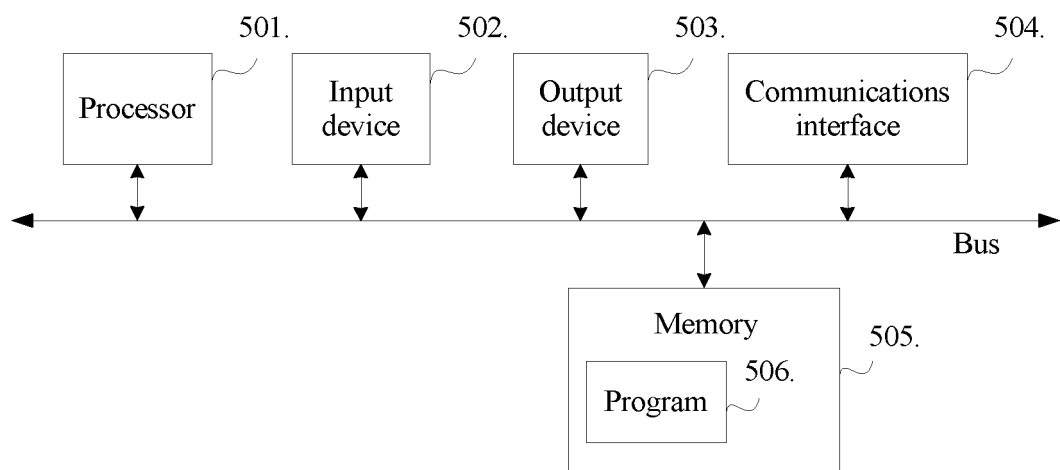 501.
502.
503.
504.
Processor
Input
device
Output
device
Communications
interface
Bus
Memory
505.
506.
Program